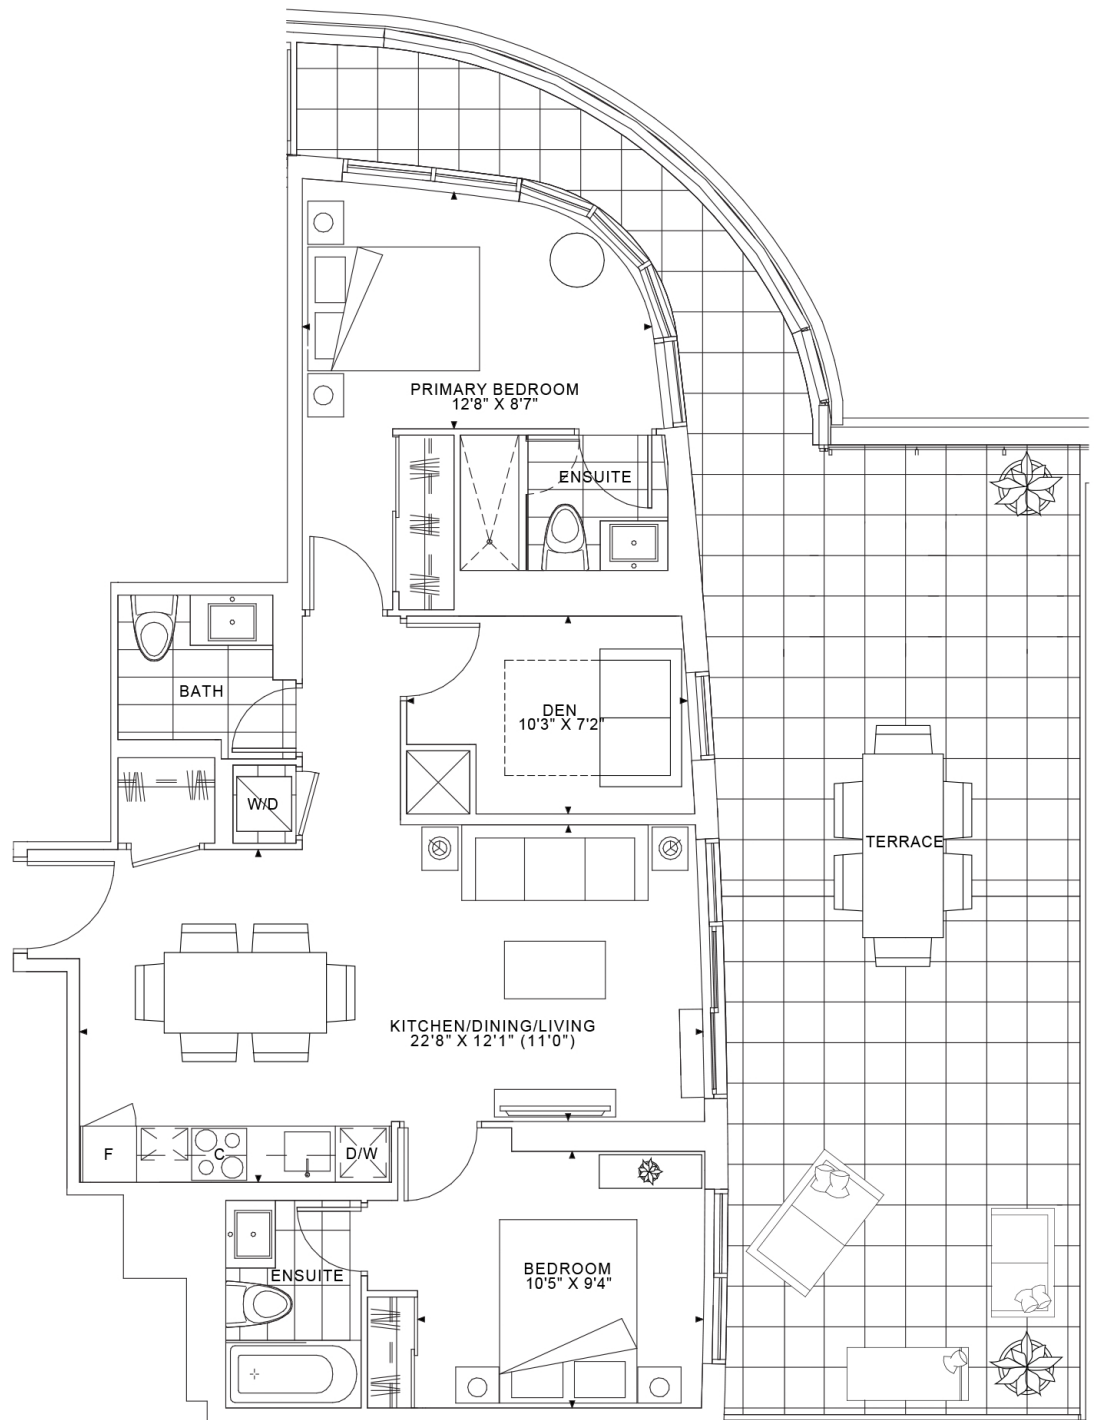 PRIMARY BEDROOM
12'8" X 8'7"
ENSUITE
BATH
DEN
10'3" X 7'2"
W/D
TERRACE
KITCHEN/DINING/LIVING
22'8" X 12'1" (11'0")
F
C
D/W
BEDROOM
10'5" X 9'4"
ENSUITE